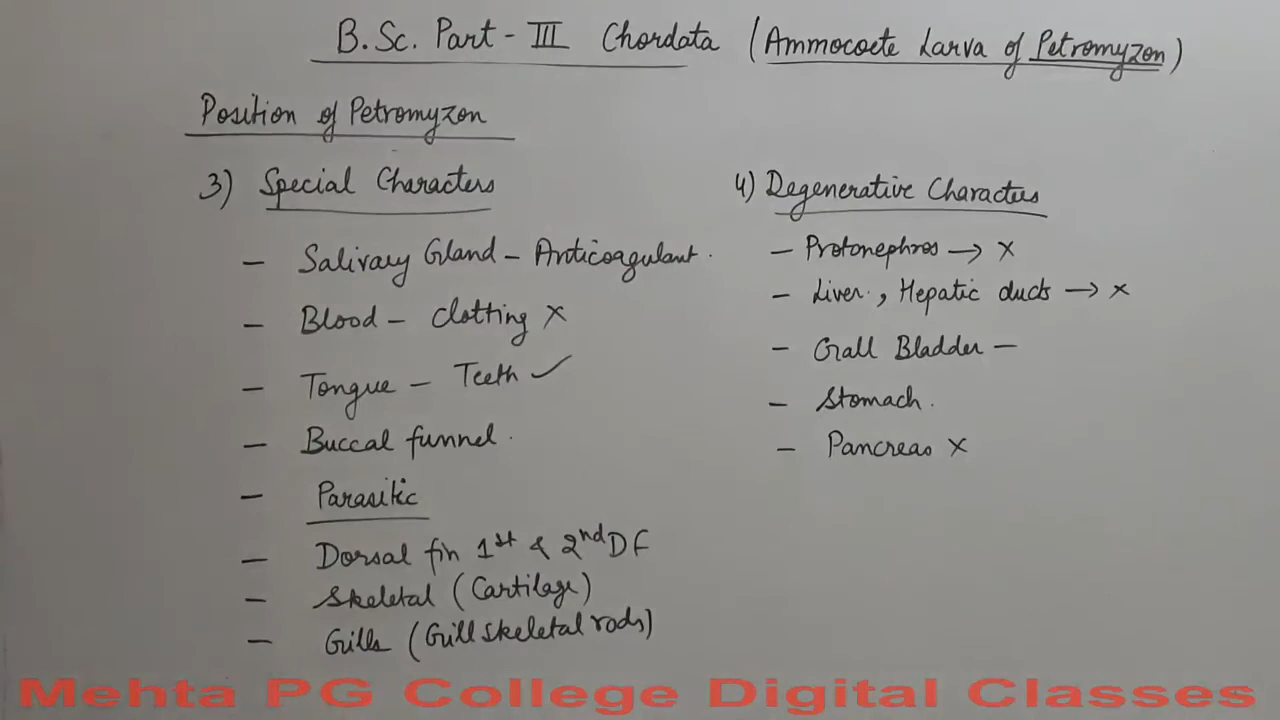 B.Sc. Part - III Chordata (Ammocoete Larva of Petromyzon)
Position of Petromyzon
3) Special Characters
- Salivary Gland - Anticoagulant.
- Blood - Clotting ✗
- Tongue - Teeth ✓
- Buccal funnel.
- Parasitic
- Dorsal fin 1st & 2nd DF
- Skeletal (Cartilage)
- Gills (Gill skeletal rods)
4) Degenerative Characters
- Protonephros → ✗
- Liver, Hepatic ducts → ✗
- Gall Bladder -
- Stomach.
- Pancreas ✗
Mehta PG College Digital Classes